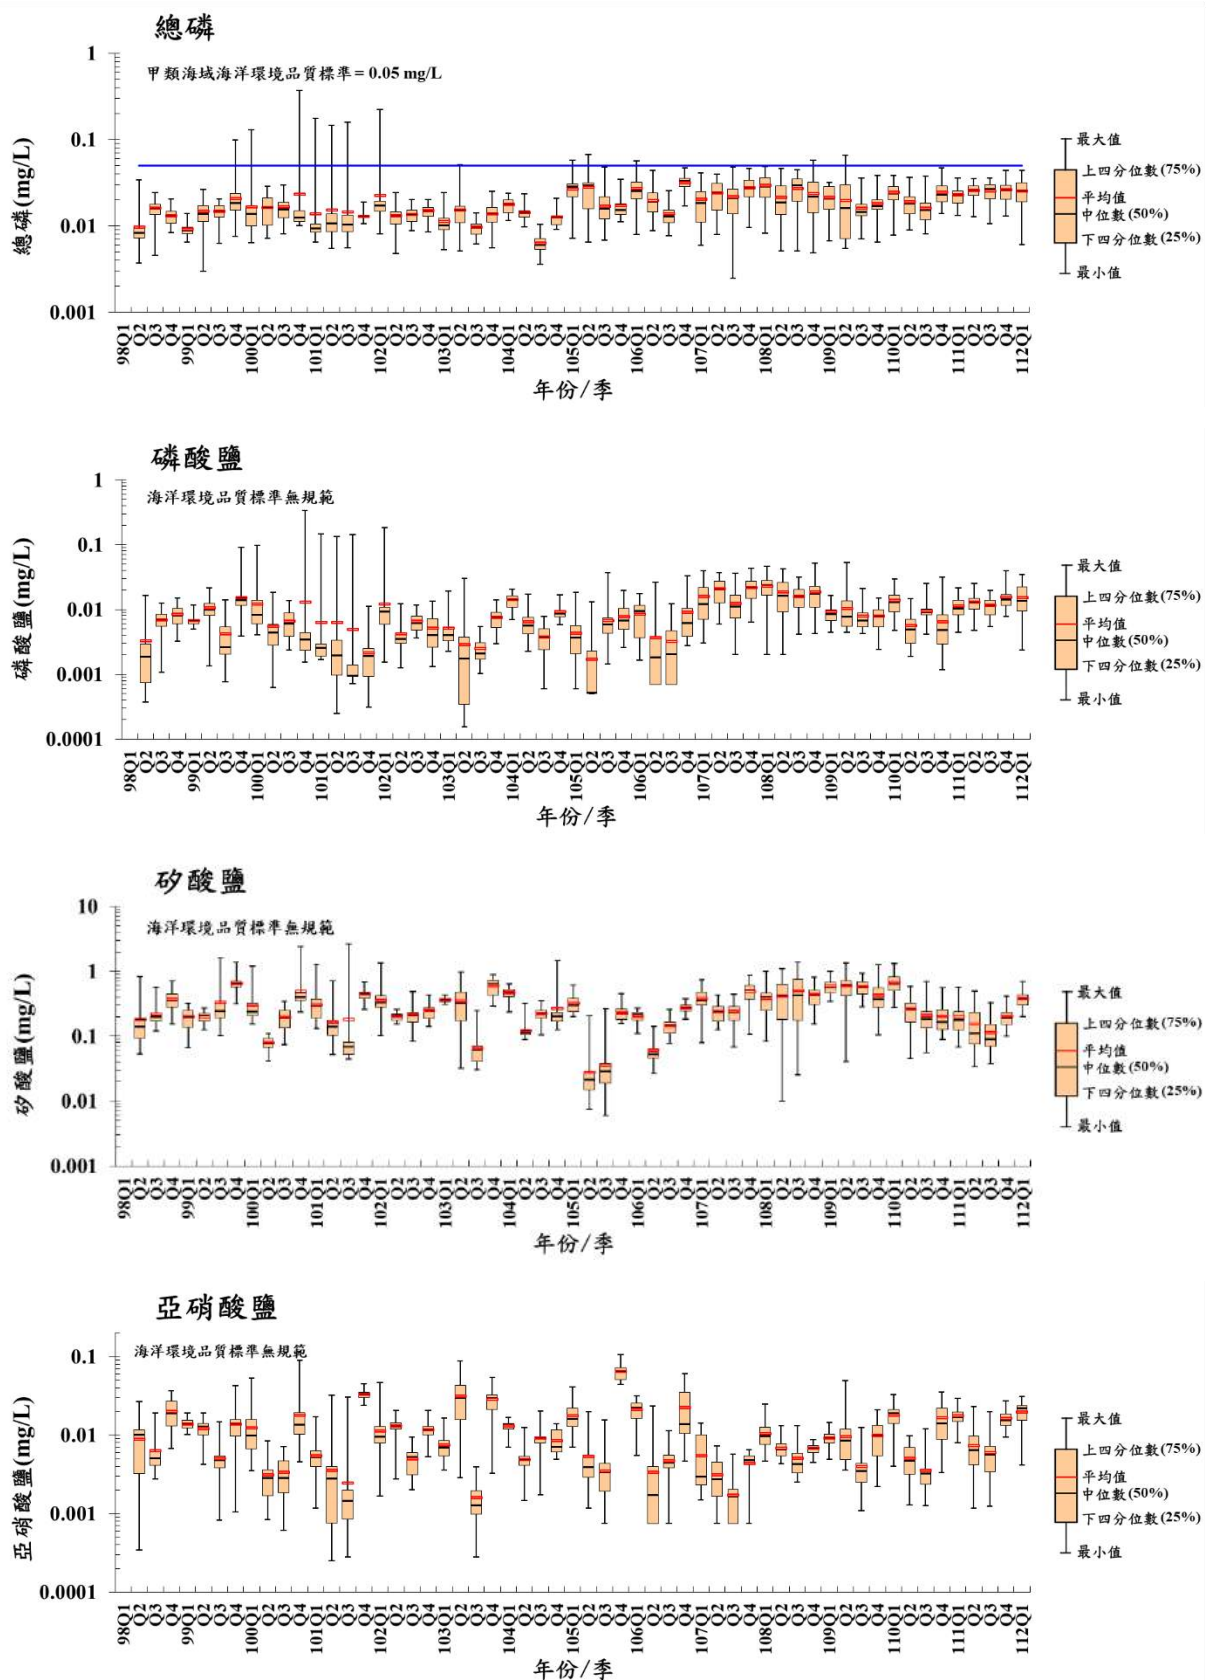 總磷
甲類海域海洋環境品質標準 = 0.05 mg/L
總磷(mg/L)
1
0.1
0.01
0.001
98Q1 Q2 Q3 Q4 99Q1 Q2 Q3 Q4 100Q1 Q2 Q3 Q4 101Q1 Q2 Q3 Q4 102Q1 Q2 Q3 Q4 103Q1 Q2 Q3 Q4 104Q1 Q2 Q3 Q4 105Q1 Q2 Q3 Q4 106Q1 Q2 Q3 Q4 107Q1 Q2 Q3 Q4 108Q1 Q2 Q3 Q4 109Q1 Q2 Q3 Q4 110Q1 Q2 Q3 Q4 111Q1 Q2 Q3 Q4 112Q1
年份/季
最大值
上四分位數(75%)
平均值
中位數(50%)
下四分位數(25%)
最小值
磷酸鹽
海洋環境品質標準無規範
磷酸鹽(mg/L)
1
0.1
0.01
0.001
0.0001
98Q1 Q2 Q3 Q4 99Q1 Q2 Q3 Q4 100Q1 Q2 Q3 Q4 101Q1 Q2 Q3 Q4 102Q1 Q2 Q3 Q4 103Q1 Q2 Q3 Q4 104Q1 Q2 Q3 Q4 105Q1 Q2 Q3 Q4 106Q1 Q2 Q3 Q4 107Q1 Q2 Q3 Q4 108Q1 Q2 Q3 Q4 109Q1 Q2 Q3 Q4 110Q1 Q2 Q3 Q4 111Q1 Q2 Q3 Q4 112Q1
年份/季
最大值
上四分位數(75%)
平均值
中位數(50%)
下四分位數(25%)
最小值
矽酸鹽
海洋環境品質標準無規範
矽酸鹽(mg/L)
10
1
0.1
0.01
0.001
98Q1 Q2 Q3 Q4 99Q1 Q2 Q3 Q4 100Q1 Q2 Q3 Q4 101Q1 Q2 Q3 Q4 102Q1 Q2 Q3 Q4 103Q1 Q2 Q3 Q4 104Q1 Q2 Q3 Q4 105Q1 Q2 Q3 Q4 106Q1 Q2 Q3 Q4 107Q1 Q2 Q3 Q4 108Q1 Q2 Q3 Q4 109Q1 Q2 Q3 Q4 110Q1 Q2 Q3 Q4 111Q1 Q2 Q3 Q4 112Q1
年份/季
最大值
上四分位數(75%)
平均值
中位數(50%)
下四分位數(25%)
最小值
亞硝酸鹽
海洋環境品質標準無規範
亞硝酸鹽(mg/L)
0.1
0.01
0.001
0.0001
98Q1 Q2 Q3 Q4 99Q1 Q2 Q3 Q4 100Q1 Q2 Q3 Q4 101Q1 Q2 Q3 Q4 102Q1 Q2 Q3 Q4 103Q1 Q2 Q3 Q4 104Q1 Q2 Q3 Q4 105Q1 Q2 Q3 Q4 106Q1 Q2 Q3 Q4 107Q1 Q2 Q3 Q4 108Q1 Q2 Q3 Q4 109Q1 Q2 Q3 Q4 110Q1 Q2 Q3 Q4 111Q1 Q2 Q3 Q4 112Q1
年份/季
最大值
上四分位數(75%)
平均值
中位數(50%)
下四分位數(25%)
最小值